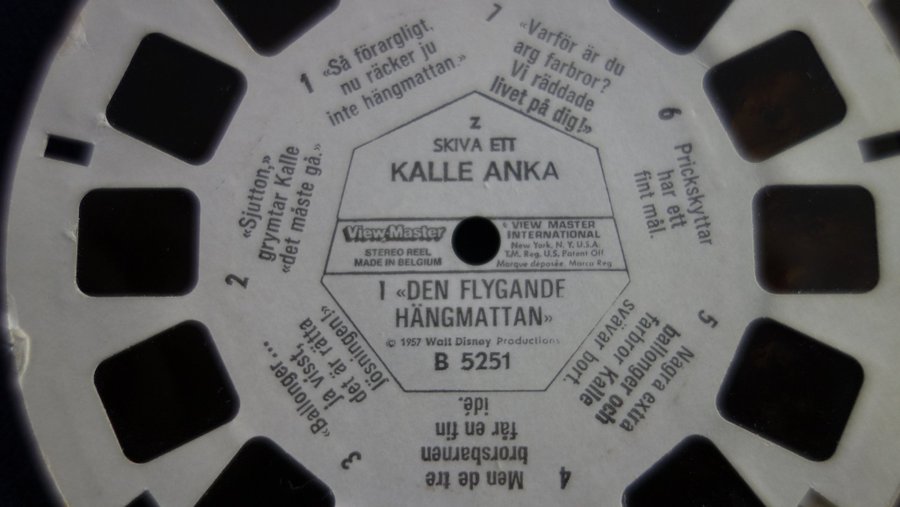 z
SKIVA ETT
KALLE ANKA
View-Master
STEREO REEL
MADE IN BELGIUM
® VIEW MASTER
INTERNATIONAL
New York, N. Y. U.S.A.
T.M. Reg. U.S. Patent Off.
Marque déposée. Marca Reg.
I «DEN FLYGANDE
HÄNGMATTAN»
© 1957 Walt Disney Productions
B 5251
1
«Så förargligt,
nu räcker ju
inte hängmattan.»
2
«Sjutton,»
grymtar Kalle
«det måste gå.»
3
«Ballonger...
ja visst,
det är rätta
lösningen!»
4
Men de tre
brorsbarnen
får en fin
idé.
5
Några extra
ballonger och
farbror Kalle
svävar bort.
6
Prickskyttar
har ett
fint mål.
7
«Varför är du
arg farbror?
Vi räddade
livet på dig!»